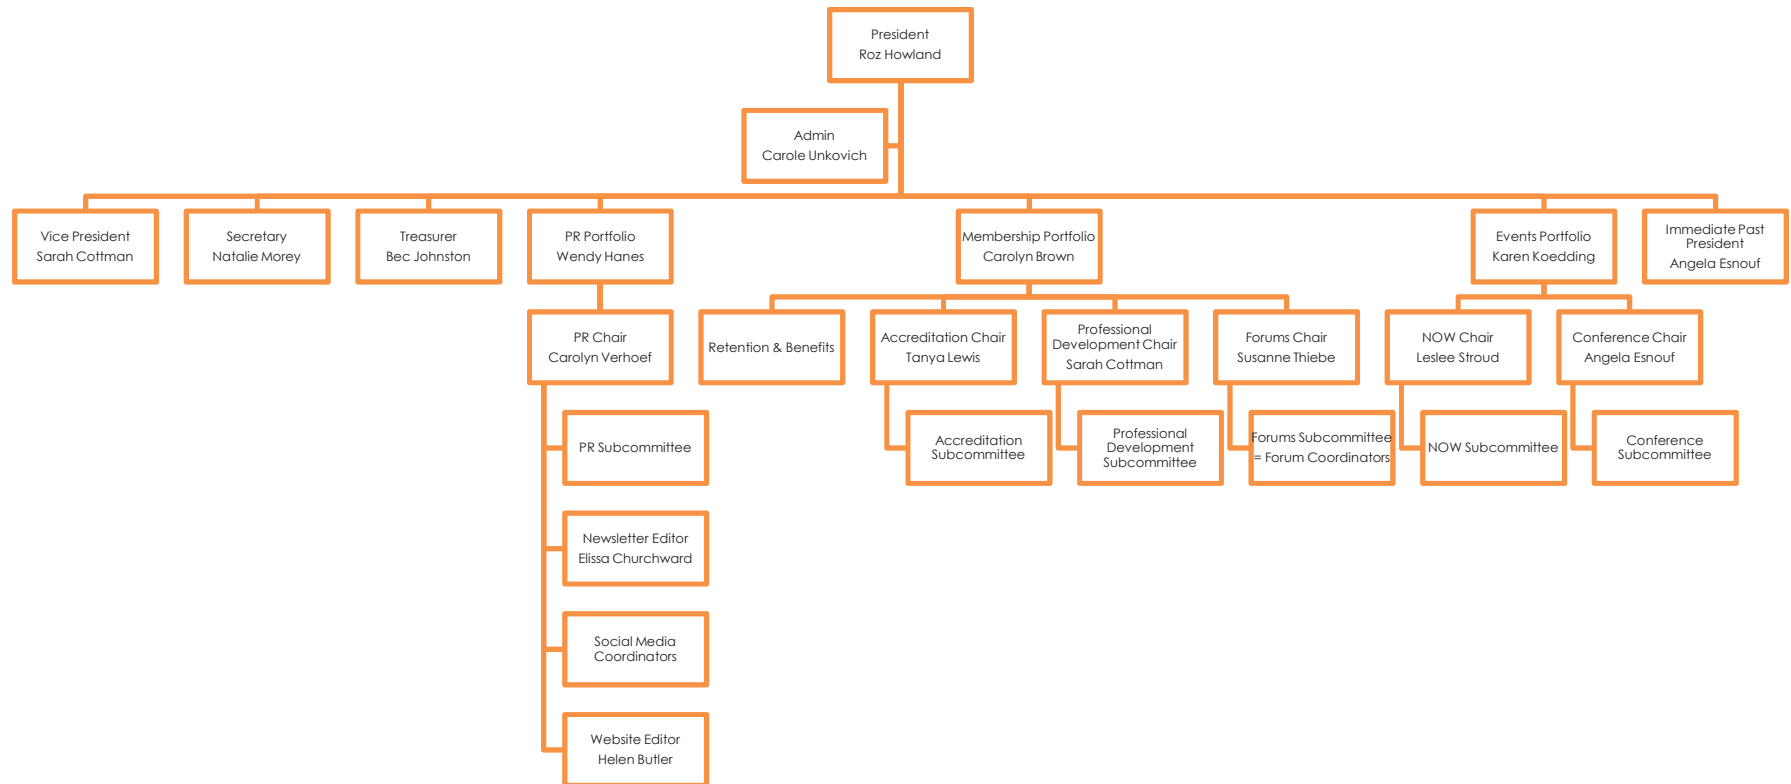 President
Roz Howland
Admin
Carole Unkovich
Vice President
Sarah Cottman
Secretary
Natalie Morey
Treasurer
Bec Johnston
PR Portfolio
Wendy Hanes
Membership Portfolio
Carolyn Brown
Events Portfolio
Karen Koedding
Immediate Past
President
Angela Esnouf
PR Chair
Carolyn Verhoef
Retention & Benefits
Accreditation Chair
Tanya Lewis
Professional
Development Chair
Sarah Cottman
Forums Chair
Susanne Thiebe
NOW Chair
Leslee Stroud
Conference Chair
Angela Esnouf
PR Subcommittee
Accreditation
Subcommittee
Professional
Development
Subcommittee
Forums Subcommittee
= Forum Coordinators
NOW Subcommittee
Conference
Subcommittee
Newsletter Editor
Elissa Churchward
Social Media
Coordinators
Website Editor
Helen Butler